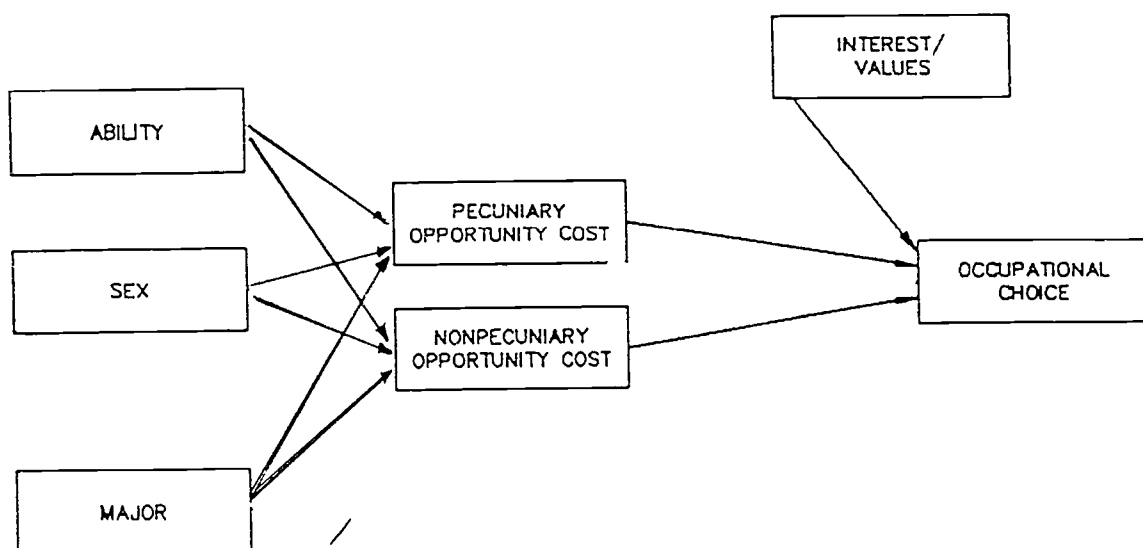 INTEREST/
VALUES
ABILITY
PECUNIARY
OPPORTUNITY COST
SEX
OCCUPATIONAL
CHOICE
NONPECUNIARY
OPPORTUNITY COST
MAJOR